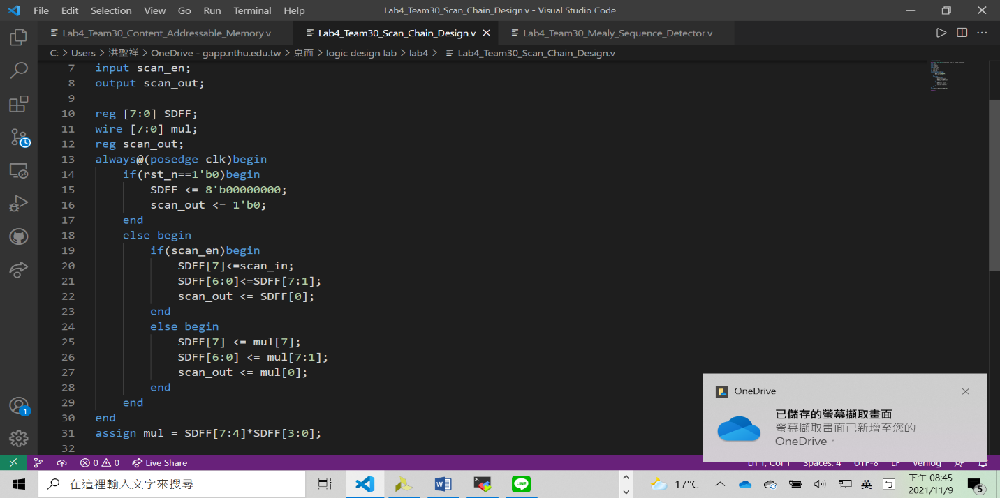 File Edit Selection View Go Run Terminal Help Lab4_Team30_Scan_Chain_Design.v - Visual Studio Code
Lab4_Team30_Content_Addressable_Memory.v Lab4_Team30_Scan_Chain_Design.v Lab4_Team30_Mealy_Sequence_Detector.v
C: > Users > 洪聖祥 > OneDrive - gapp.nthu.edu.tw > 桌面 > logic design lab > lab4 > Lab4_Team30_Scan_Chain_Design.v
7 input scan_en;
8 output scan_out;
9
10 reg [7:0] SDFF;
11 wire [7:0] mul;
12 reg scan_out;
13 always@(posedge clk)begin
14 if(rst_n==1'b0)begin
15 SDFF <= 8'b00000000;
16 scan_out <= 1'b0;
17 end
18 else begin
19 if(scan_en)begin
20 SDFF[7]<=scan_in;
21 SDFF[6:0]<=SDFF[7:1];
22 scan_out <= SDFF[0];
23 end
24 else begin
25 SDFF[7] <= mul[7];
26 SDFF[6:0] <= mul[7:1];
27 scan_out <= mul[0];
28 end
29 end
30 end
31 assign mul = SDFF[7:4]*SDFF[3:0];
32
OneDrive
已儲存的螢幕擷取畫面
螢幕擷取畫面已新增至您的
OneDrive。
1
0 0 Live Share Ln 1, Col 1 Spaces: 4 UTF-8 LF Verilog
在這裡輸入文字來搜尋
LINE
17°C
英
ㄅ
下午 08:45
2021/11/9
5